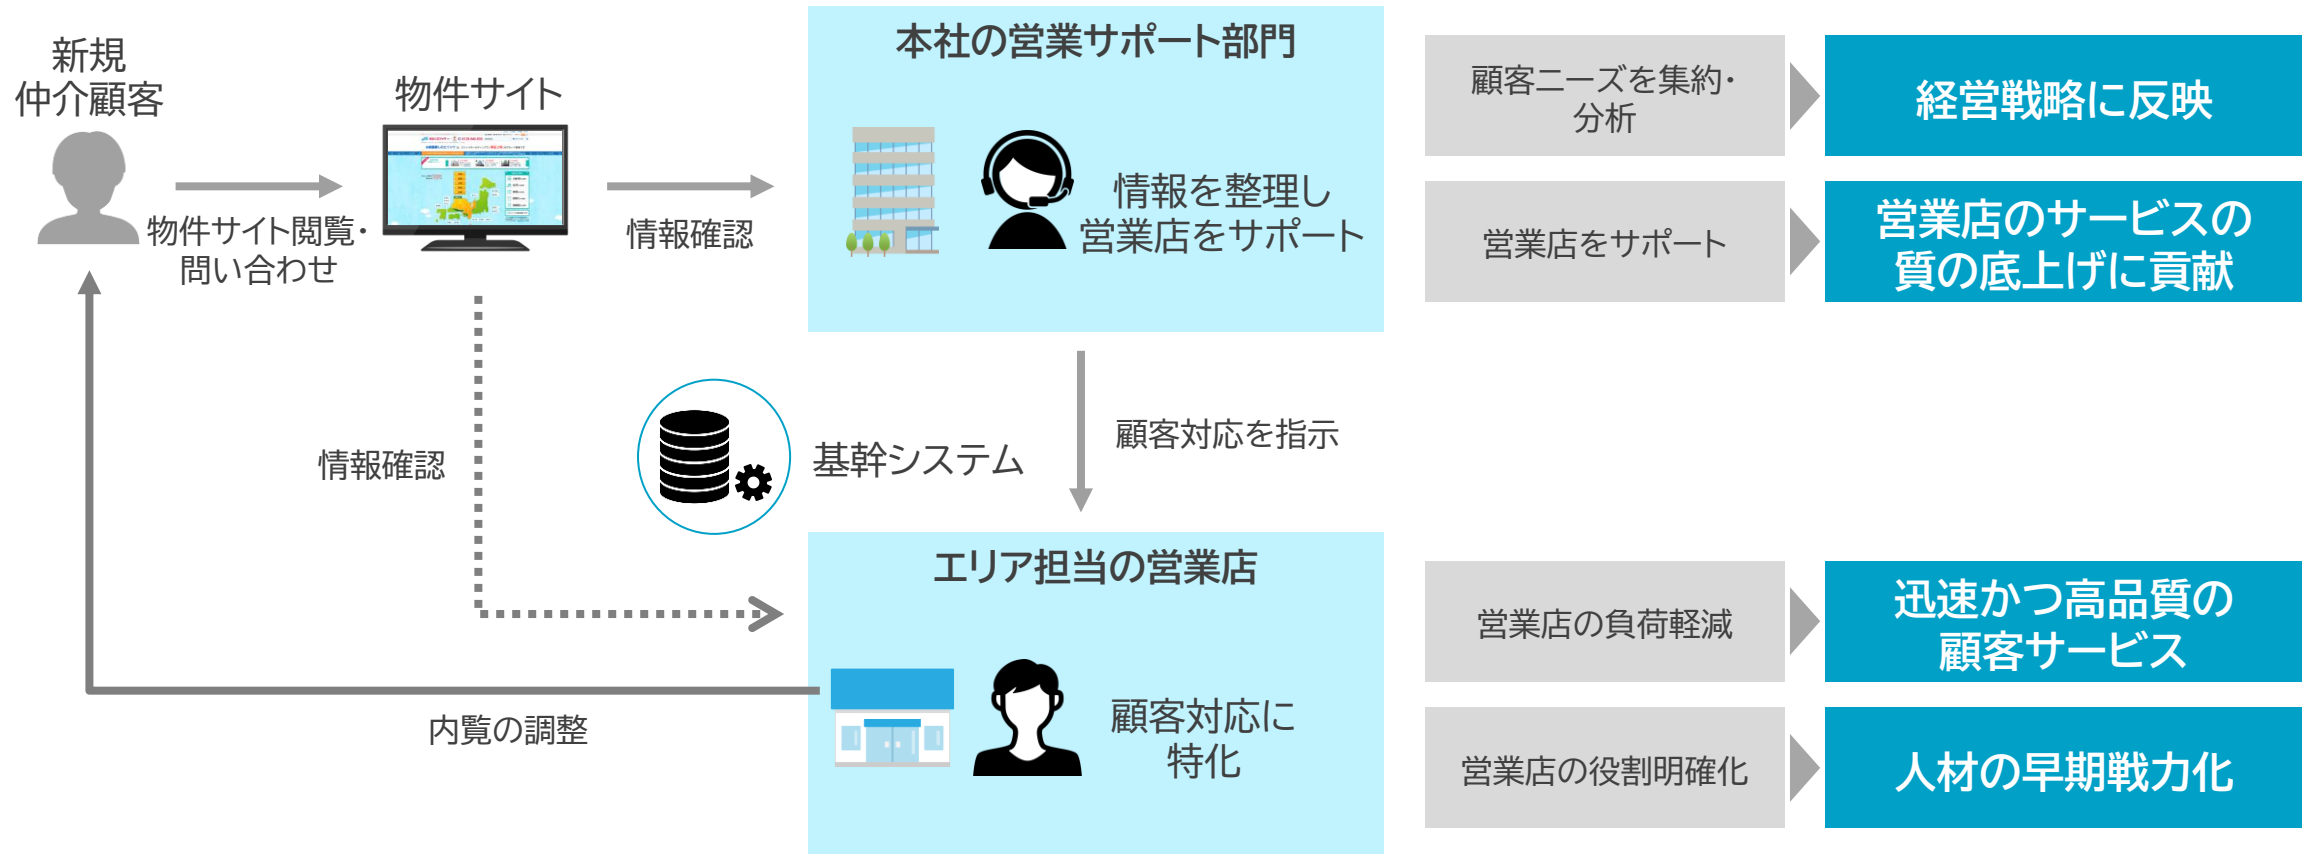 新規
仲介顧客
物件サイト
物件サイト閲覧・
問い合わせ
情報確認
本社の営業サポート部門
情報を整理し
営業店をサポート
顧客ニーズを集約・
分析
経営戦略に反映
営業店をサポート
営業店のサービスの
質の底上げに貢献
情報確認
基幹システム
顧客対応を指示
エリア担当の営業店
顧客対応に
特化
内覧の調整
営業店の負荷軽減
迅速かつ高品質の
顧客サービス
営業店の役割明確化
人材の早期戦力化